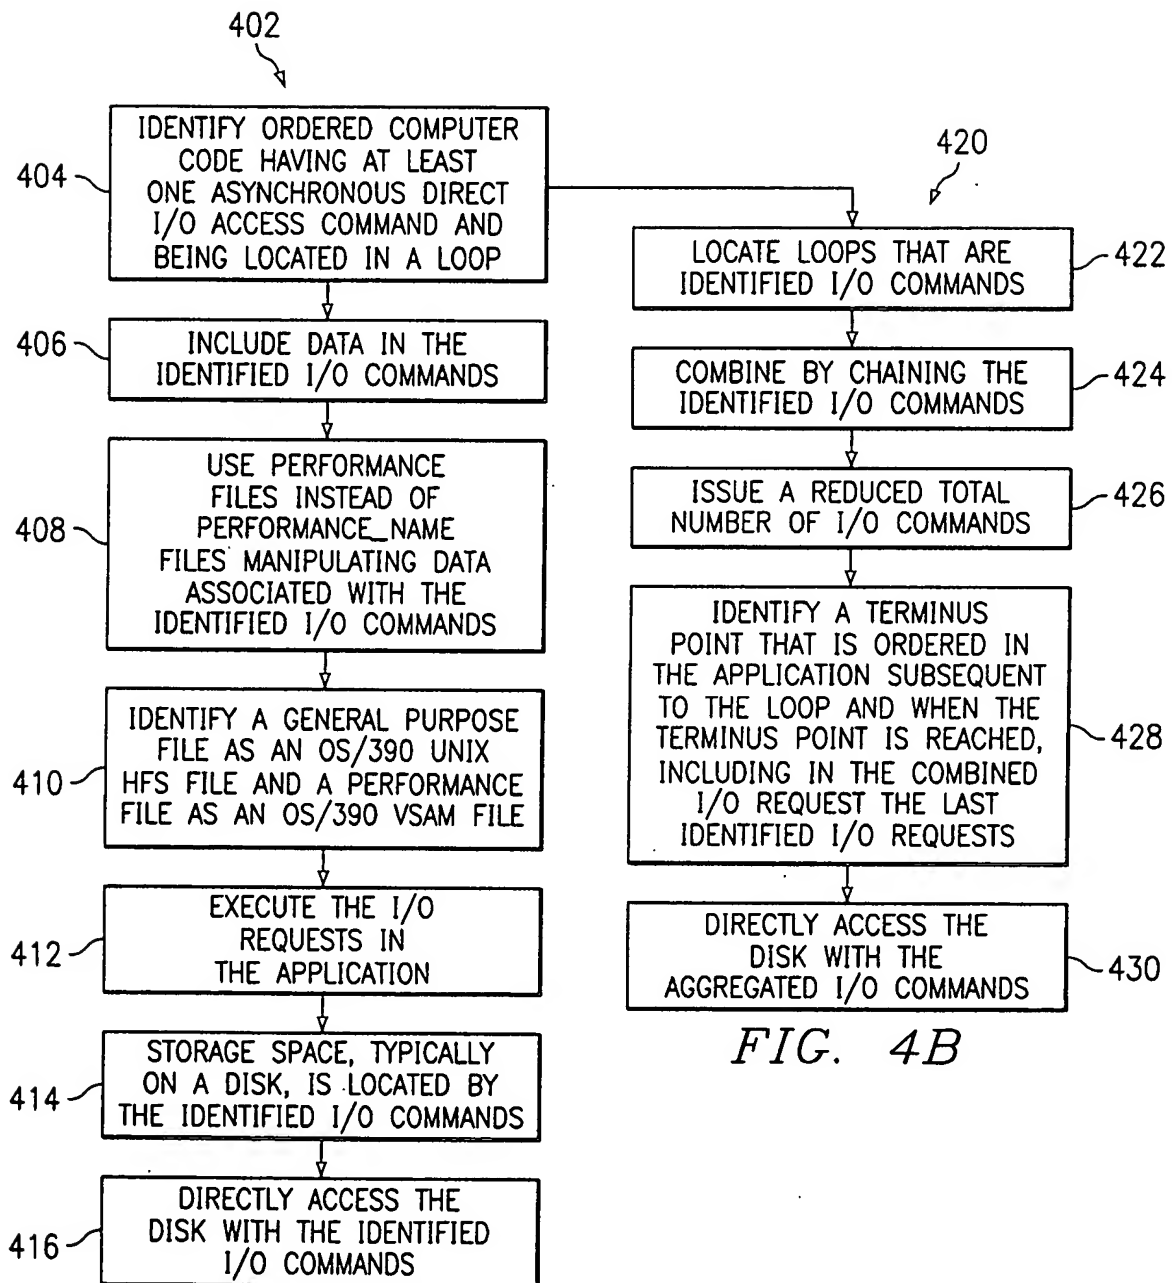 402
404
IDENTIFY ORDERED COMPUTER
CODE HAVING AT LEAST
ONE ASYNCHRONOUS DIRECT
I/O ACCESS COMMAND AND
BEING LOCATED IN A LOOP
406
INCLUDE DATA IN THE
IDENTIFIED I/O COMMANDS
408
USE PERFORMANCE
FILES INSTEAD OF
PERFORMANCE_NAME
FILES MANIPULATING DATA
ASSOCIATED WITH THE
IDENTIFIED I/O COMMANDS
410
IDENTIFY A GENERAL PURPOSE
FILE AS AN OS/390 UNIX
HFS FILE AND A PERFORMANCE
FILE AS AN OS/390 VSAM FILE
412
EXECUTE THE I/O
REQUESTS IN
THE APPLICATION
414
STORAGE SPACE, TYPICALLY
ON A DISK, IS LOCATED BY
THE IDENTIFIED I/O COMMANDS
416
DIRECTLY ACCESS THE
DISK WITH THE IDENTIFIED
I/O COMMANDS
420
LOCATE LOOPS THAT ARE
IDENTIFIED I/O COMMANDS
422
COMBINE BY CHAINING THE
IDENTIFIED I/O COMMANDS
424
ISSUE A REDUCED TOTAL
NUMBER OF I/O COMMANDS
426
IDENTIFY A TERMINUS
POINT THAT IS ORDERED IN
THE APPLICATION SUBSEQUENT
TO THE LOOP AND WHEN THE
TERMINUS POINT IS REACHED,
INCLUDING IN THE COMBINED
I/O REQUEST THE LAST
IDENTIFIED I/O REQUESTS
428
DIRECTLY ACCESS THE
DISK WITH THE
AGGREGATED I/O COMMANDS
430
FIG. 4B